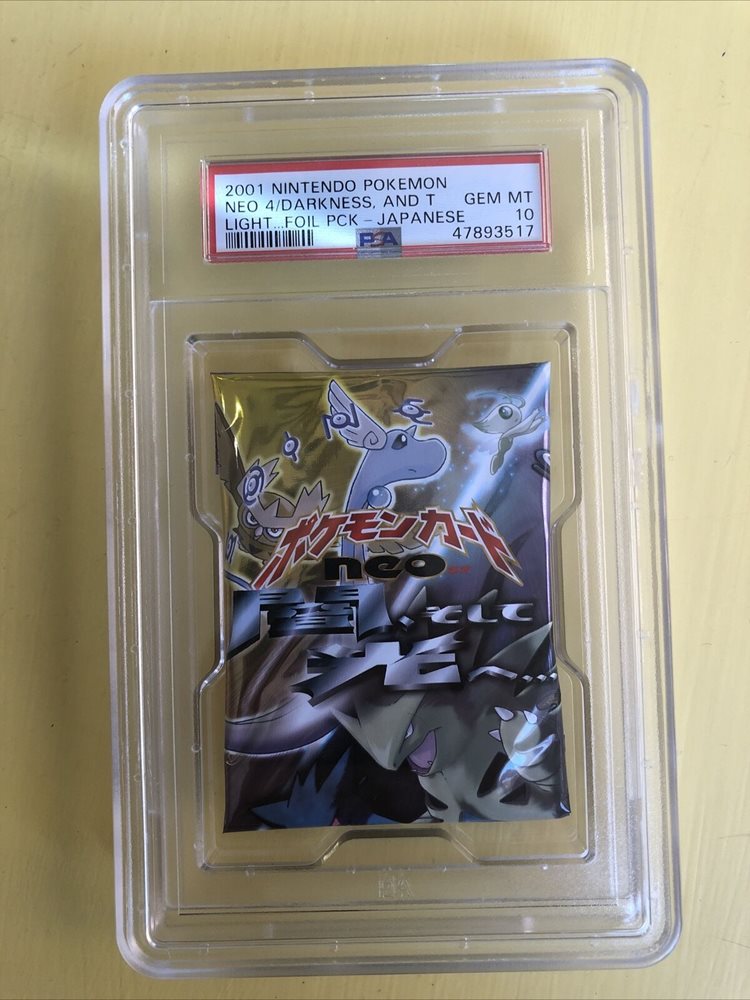 2001 NINTENDO POKEMON
NEO 4/DARKNESS, AND T GEM MT
LIGHT...FOIL PCK - JAPANESE 10
PSA 47893517
ポケモンカード
neo
闇、そして
光へ...
PSA